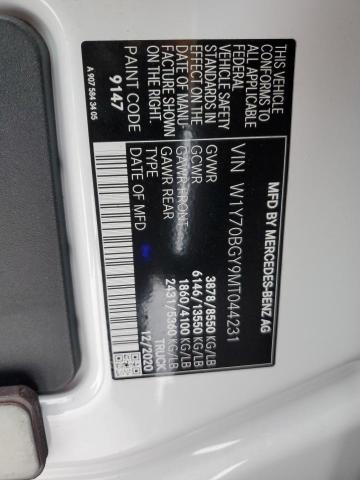 MFD BY MERCEDES-BENZ AG
VIN W1Y70BGY9MT044231
GVWR 3878/8550 KG/LB
GCWR 6146/13550 KG/LB
GAWR FRONT 1860/4100 KG/LB
GAWR REAR 2431/5360 KG/LB
TYPE TRUCK
DATE OF MFD 12/2020
THIS VEHICLE
CONFORMS TO
ALL APPLICABLE
FEDERAL
VEHICLE SAFETY
STANDARDS IN
EFFECT ON THE
DATE OF MANU-
FACTURE SHOWN
ON THE RIGHT.
PAINT CODE
9147
A 907 584 34 05